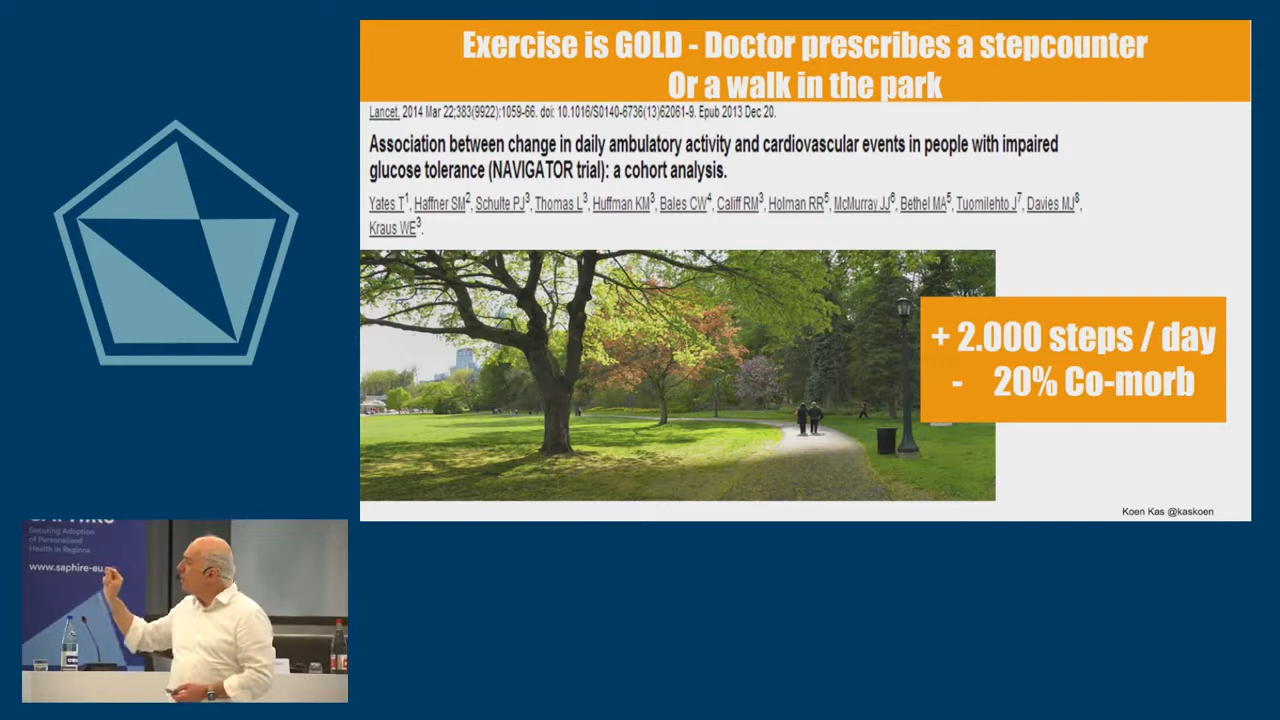 Exercise is GOLD - Doctor prescribes a stepcounter
Or a walk in the park
Lancet. 2014 Mar 22;383(9922):1059-66. doi: 10.1016/S0140-6736(13)62061-9. Epub 2013 Dec 20.
Association between change in daily ambulatory activity and cardiovascular events in people with impaired
glucose tolerance (NAVIGATOR trial): a cohort analysis.
Yates T1, Haffner SM2, Schulte PJ3, Thomas L3, Huffman KM3, Bales CW4, Califf RM3, Holman RR5, McMurray JJ6, Bethel MA5, Tuomilehto J7, Davies MJ8,
Kraus WE3.
+ 2.000 steps / day
- 20% Co-morb
Koen Kas @kaskoen
Securing Adoption
of Personalised
Health in Regions
www.saphire-eu